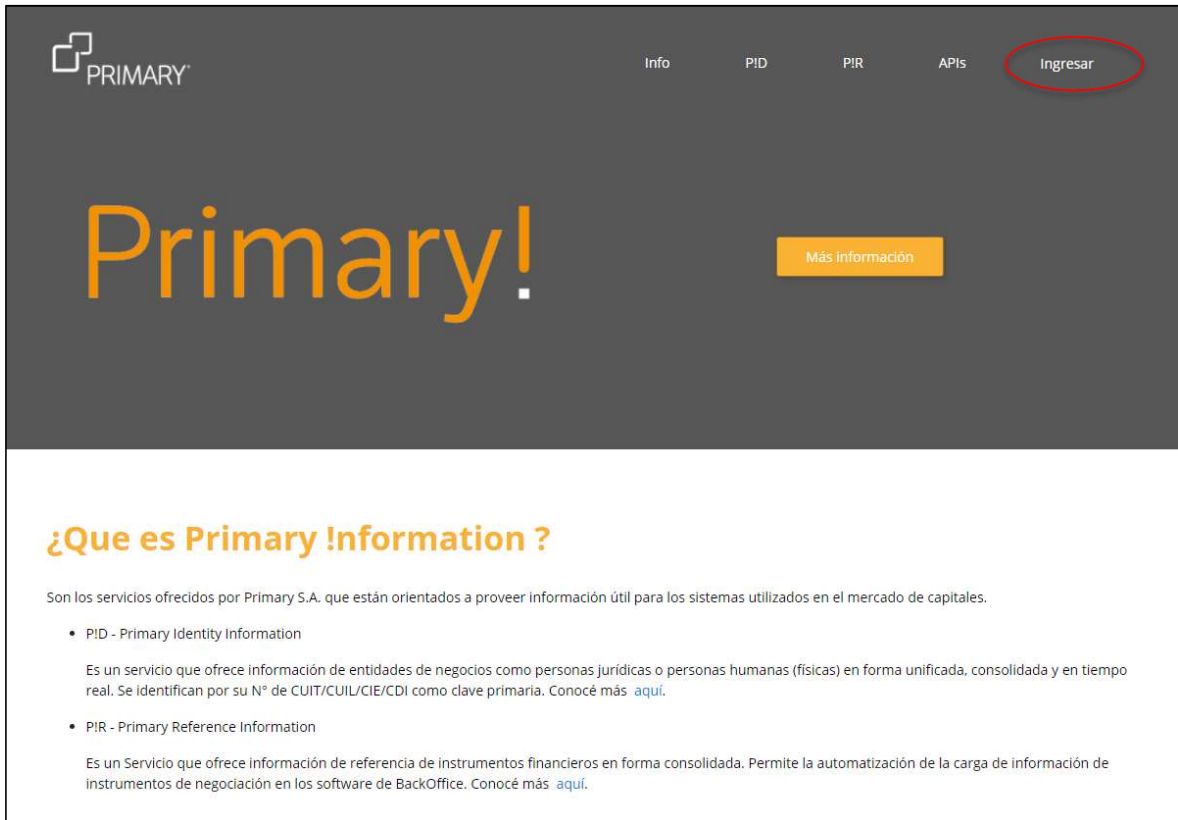 PRIMARY
Info P!D P!R APIs Ingresar
Primary!
Más información
¿Que es Primary !nformation ?
Son los servicios ofrecidos por Primary S.A. que están orientados a proveer información útil para los sistemas utilizados en el mercado de capitales.
• P!D - Primary Identity Information
Es un servicio que ofrece información de entidades de negocios como personas jurídicas o personas humanas (físicas) en forma unificada, consolidada y en tiempo
real. Se identifican por su N° de CUIT/CUIL/CIE/CDI como clave primaria. Conocé más aquí.
• P!R - Primary Reference Information
Es un Servicio que ofrece información de referencia de instrumentos financieros en forma consolidada. Permite la automatización de la carga de información de
instrumentos de negociación en los software de BackOffice. Conocé más aquí.